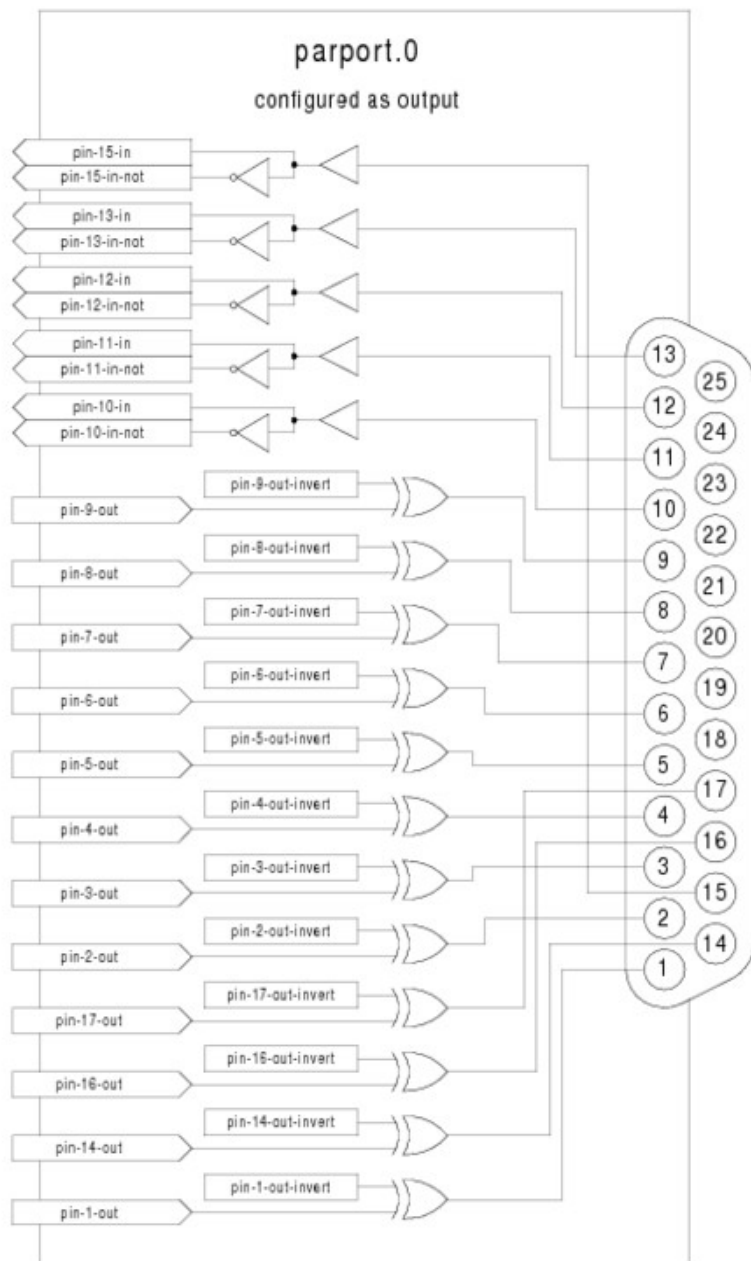 parport.0
configured as output
pin-15-in
pin-15-in-not
pin-13-in
pin-13-in-not
pin-12-in
pin-12-in-not
pin-11-in
pin-11-in-not
pin-10-in
pin-10-in-not
pin-9-out-invert
pin-9-out
pin-8-out-invert
pin-8-out
pin-7-out-invert
pin-7-out
pin-6-out-invert
pin-6-out
pin-5-out-invert
pin-5-out
pin-4-out-invert
pin-4-out
pin-3-out-invert
pin-3-out
pin-2-out-invert
pin-2-out
pin-17-out-invert
pin-17-out
pin-16-out-invert
pin-16-out
pin-14-out-invert
pin-14-out
pin-1-out-invert
pin-1-out
13
25
12
24
11
23
10
22
9
21
8
20
7
19
6
18
5
17
4
16
3
15
2
14
1